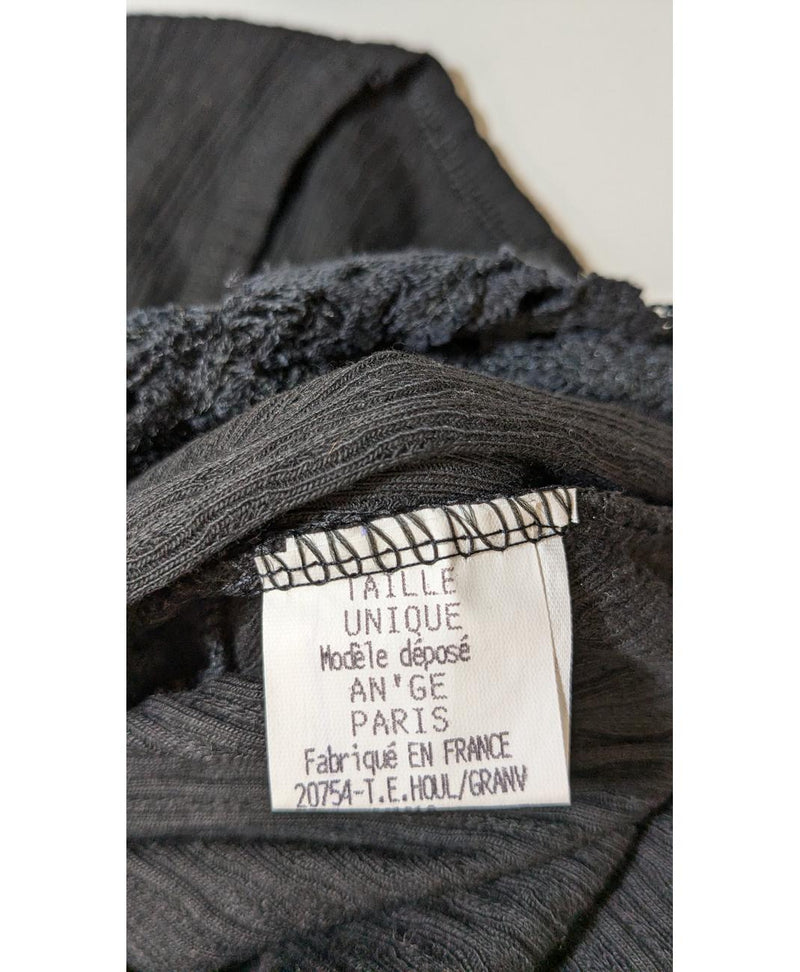 TAILLE
UNIQUE
Modèle déposé
AN'GE
PARIS
Fabriqué EN FRANCE
20754-T.E.HOUL/GRANV